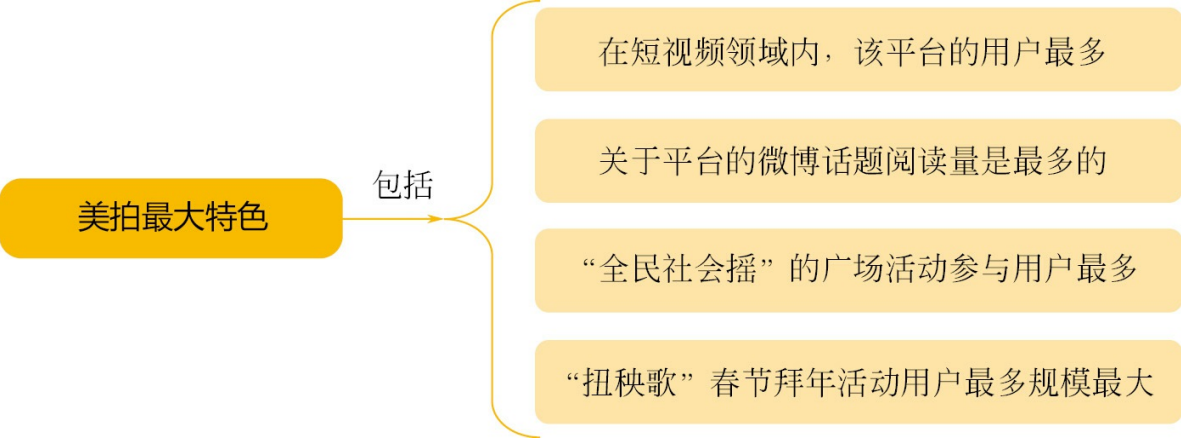 美拍最大特色
包括
在短视频领域内，该平台的用户最多
关于平台的微博话题阅读量是最多的
“全民社会摇”的广场活动参与用户最多
“扭秧歌”春节拜年活动用户最多规模最大